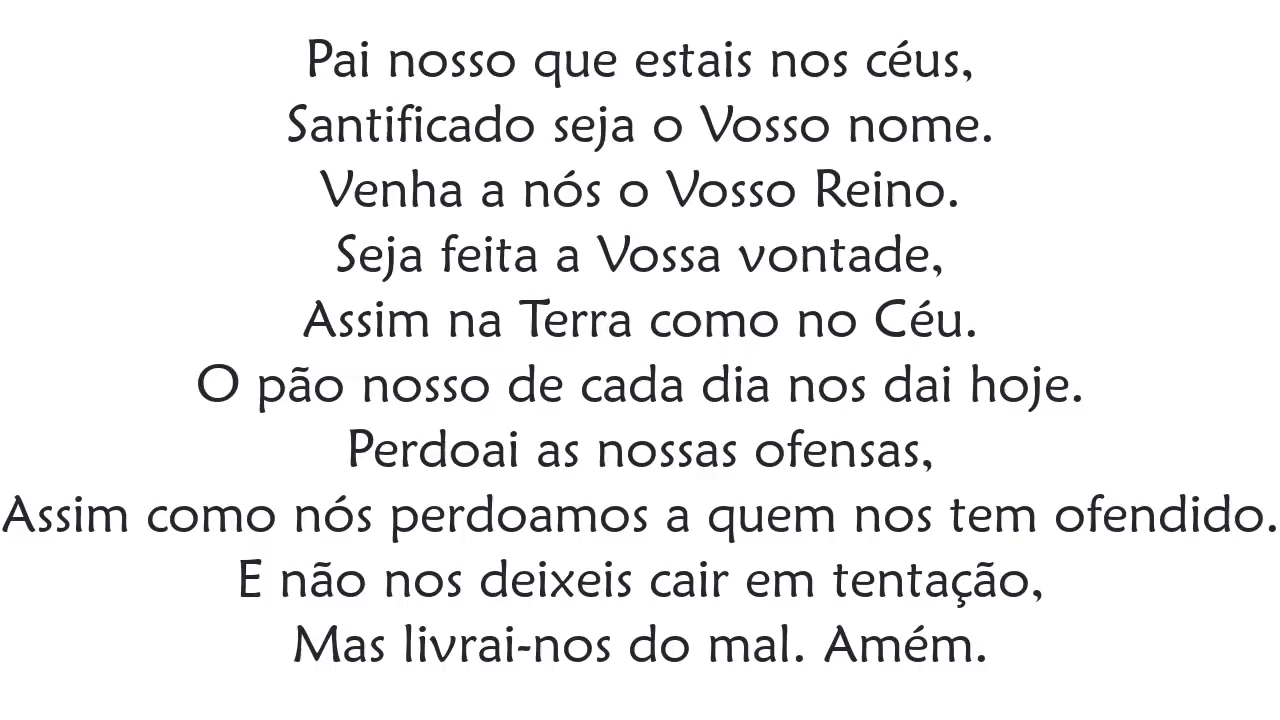 Pai nosso que estais nos céus,
Santificado seja o Vosso nome.
Venha a nós o Vosso Reino.
Seja feita a Vossa vontade,
Assim na Terra como no Céu.
O pão nosso de cada dia nos dai hoje.
Perdoai as nossas ofensas,
Assim como nós perdoamos a quem nos tem ofendido.
E não nos deixeis cair em tentação,
Mas livrai-nos do mal. Amém.